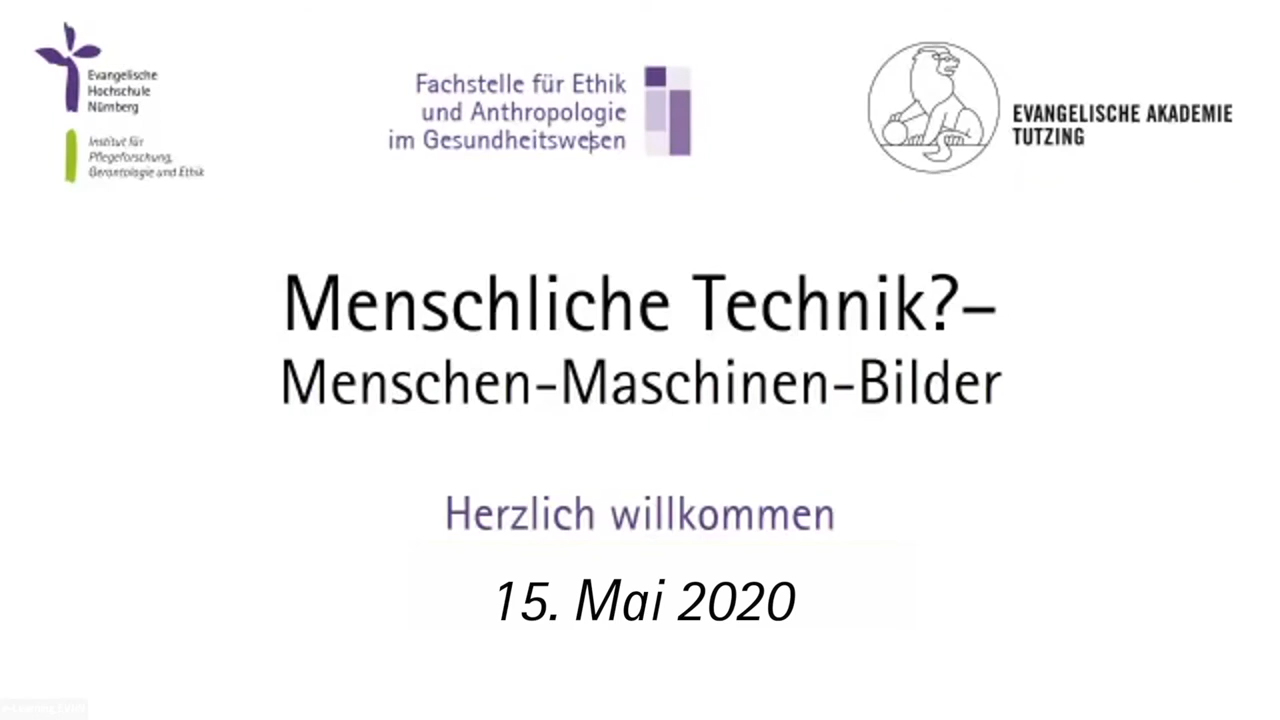 Evangelische
Hochschule
Nürnberg
Institut für
Pflegeforschung,
Gerontologie und Ethik
Fachstelle für Ethik
und Anthropologie
im Gesundheitswesen
EVANGELISCHE AKADEMIE
TUTZING
Menschliche Technik?–
Menschen-Maschinen-Bilder
Herzlich willkommen
15. Mai 2020